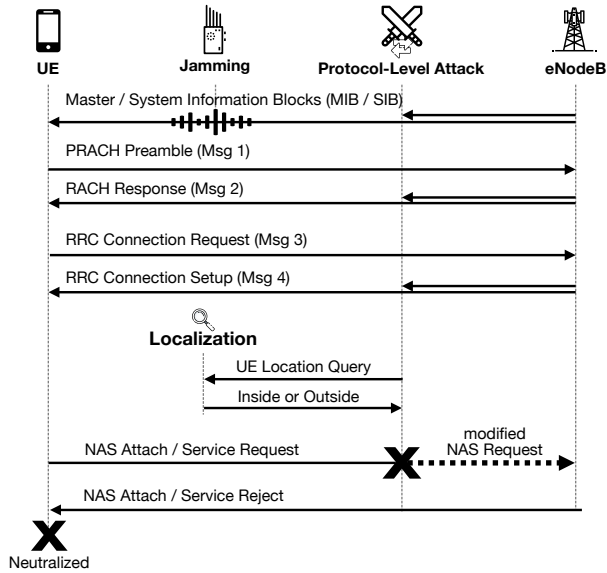 UE
Jamming
Protocol-Level Attack
eNodeB
Master / System Information Blocks (MIB / SIB)
PRACH Preamble (Msg 1)
RACH Response (Msg 2)
RRC Connection Request (Msg 3)
RRC Connection Setup (Msg 4)
Localization
UE Location Query
Inside or Outside
NAS Attach / Service Request
modified
NAS Request
NAS Attach / Service Reject
Neutralized